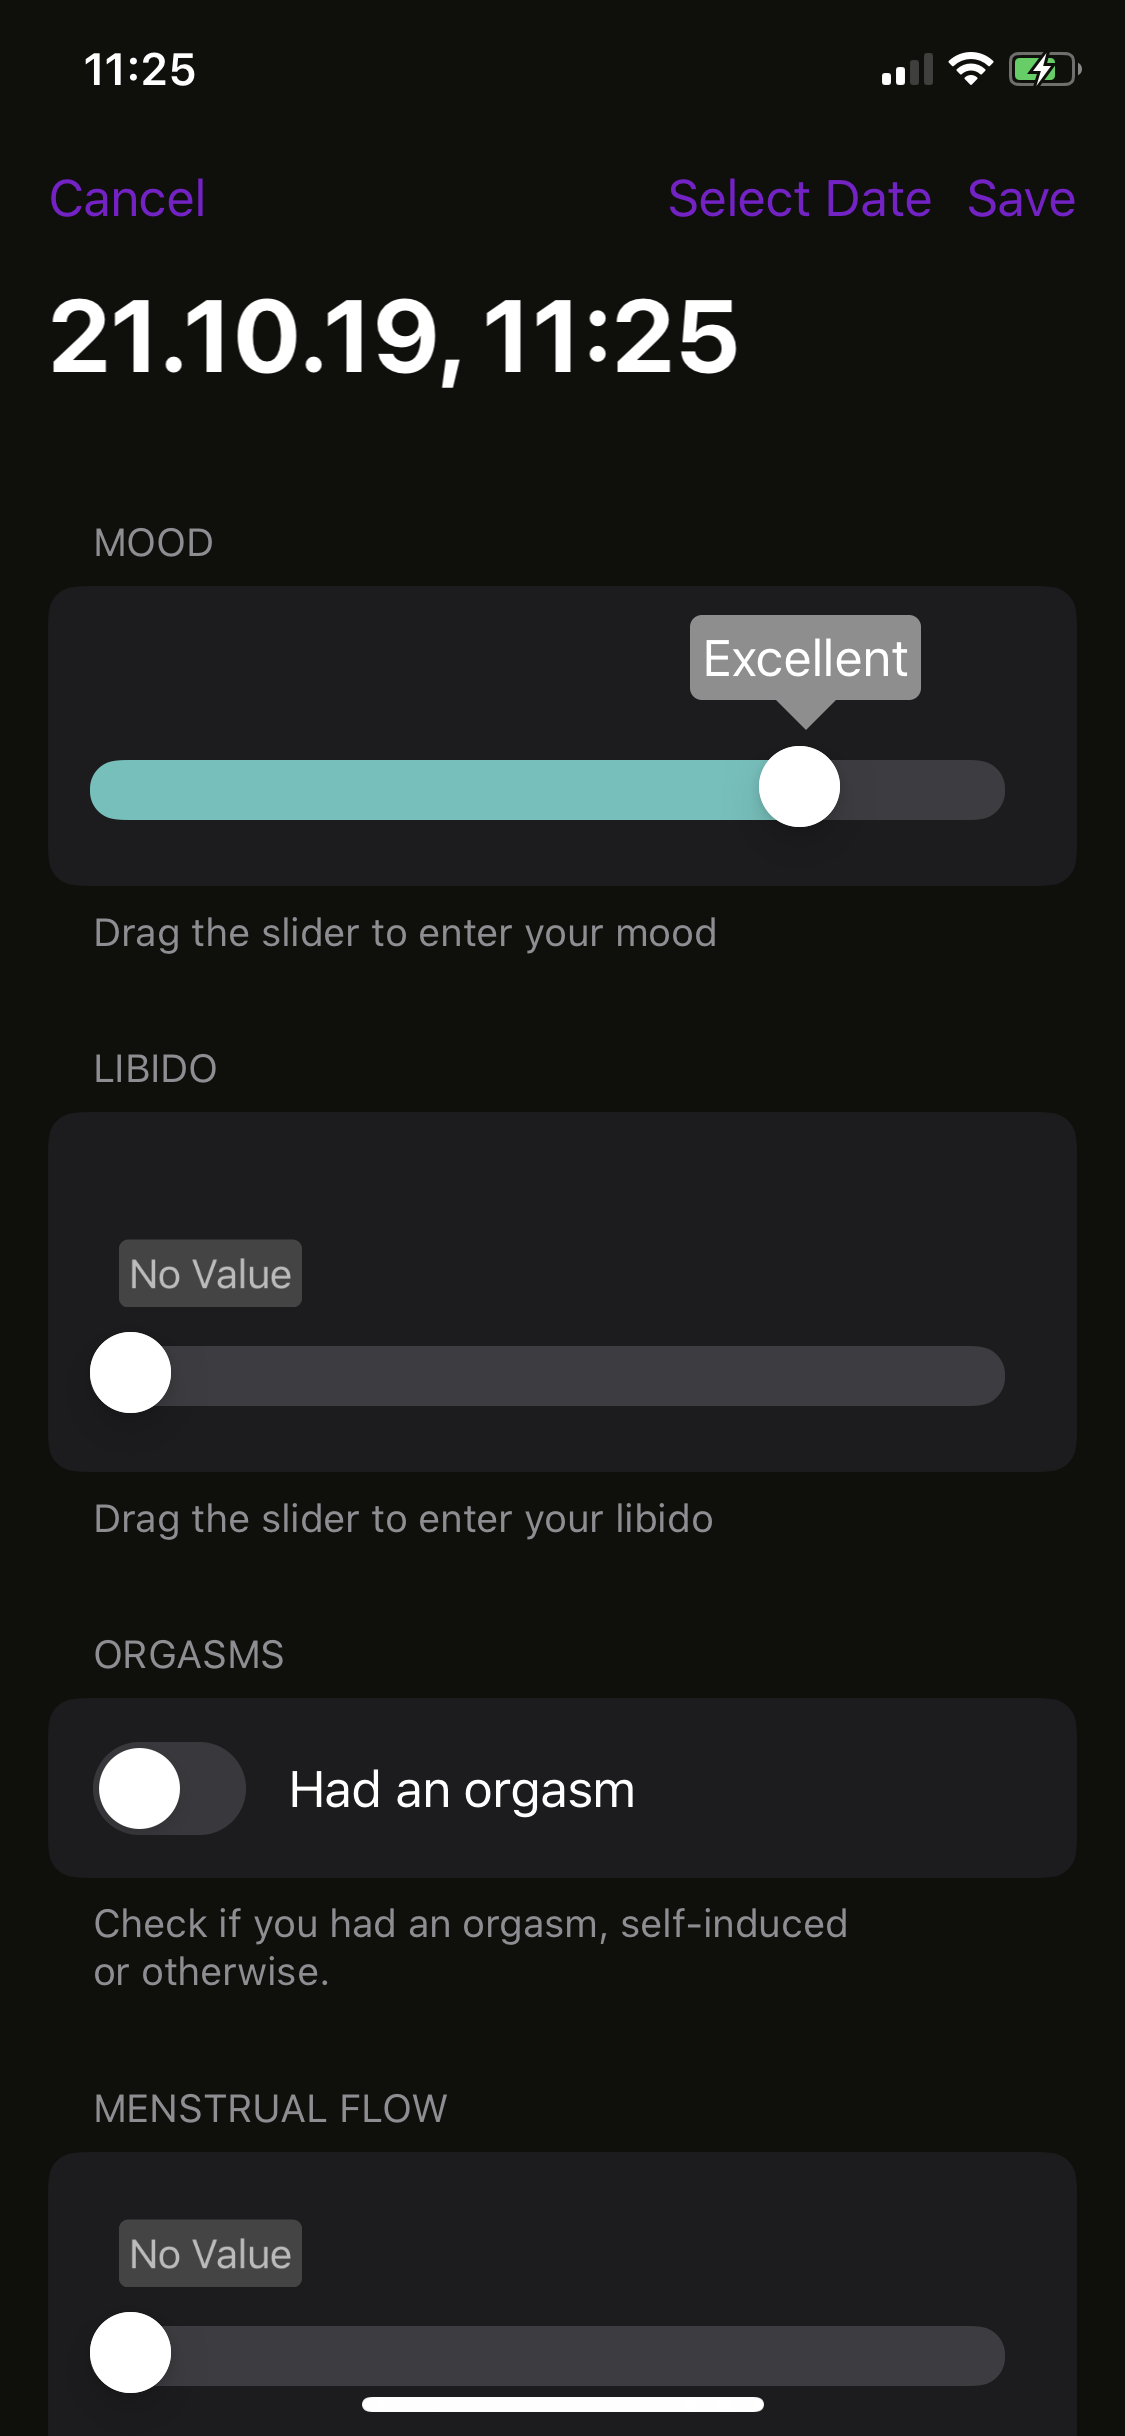 11:25
Cancel Select Date Save
21.10.19, 11:25
MOOD
Excellent
Drag the slider to enter your mood
LIBIDO
No Value
Drag the slider to enter your libido
ORGASMS
Had an orgasm
Check if you had an orgasm, self-induced
or otherwise.
MENSTRUAL FLOW
No Value